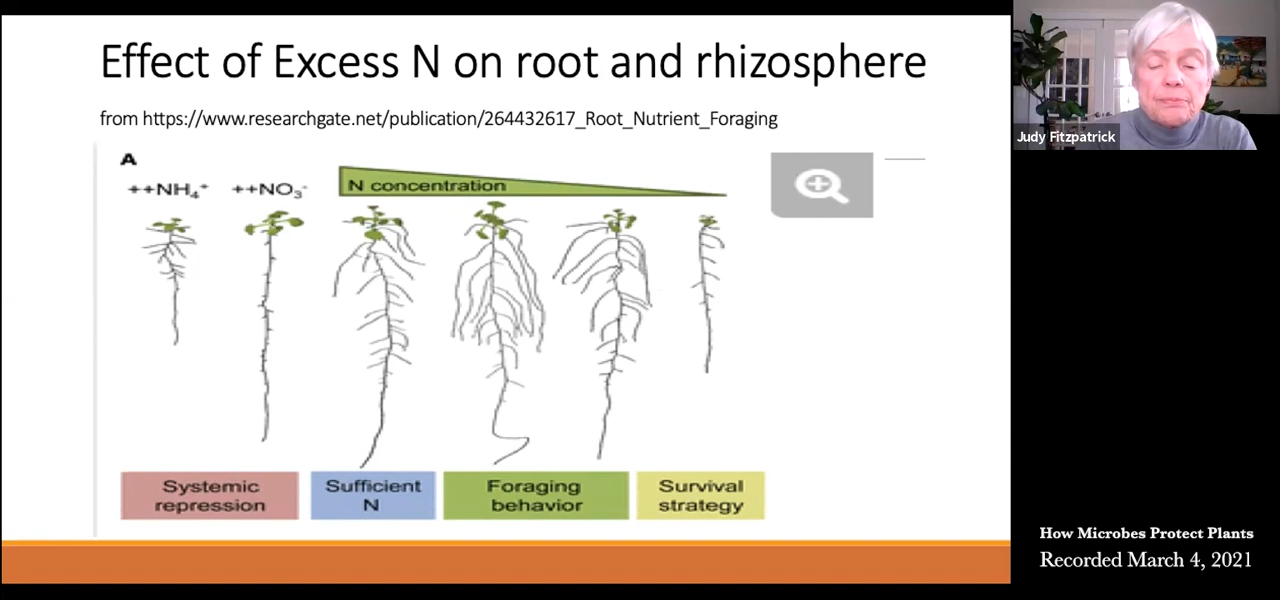 Effect of Excess N on root and rhizosphere
from https://www.researchgate.net/publication/264432617_Root_Nutrient_Foraging
A
++NH₄⁺ ++NO₃⁻
N concentration
Systemic
repression
Sufficient
N
Foraging
behavior
Survival
strategy
Judy Fitzpatrick
How Microbes Protect Plants
Recorded March 4, 2021